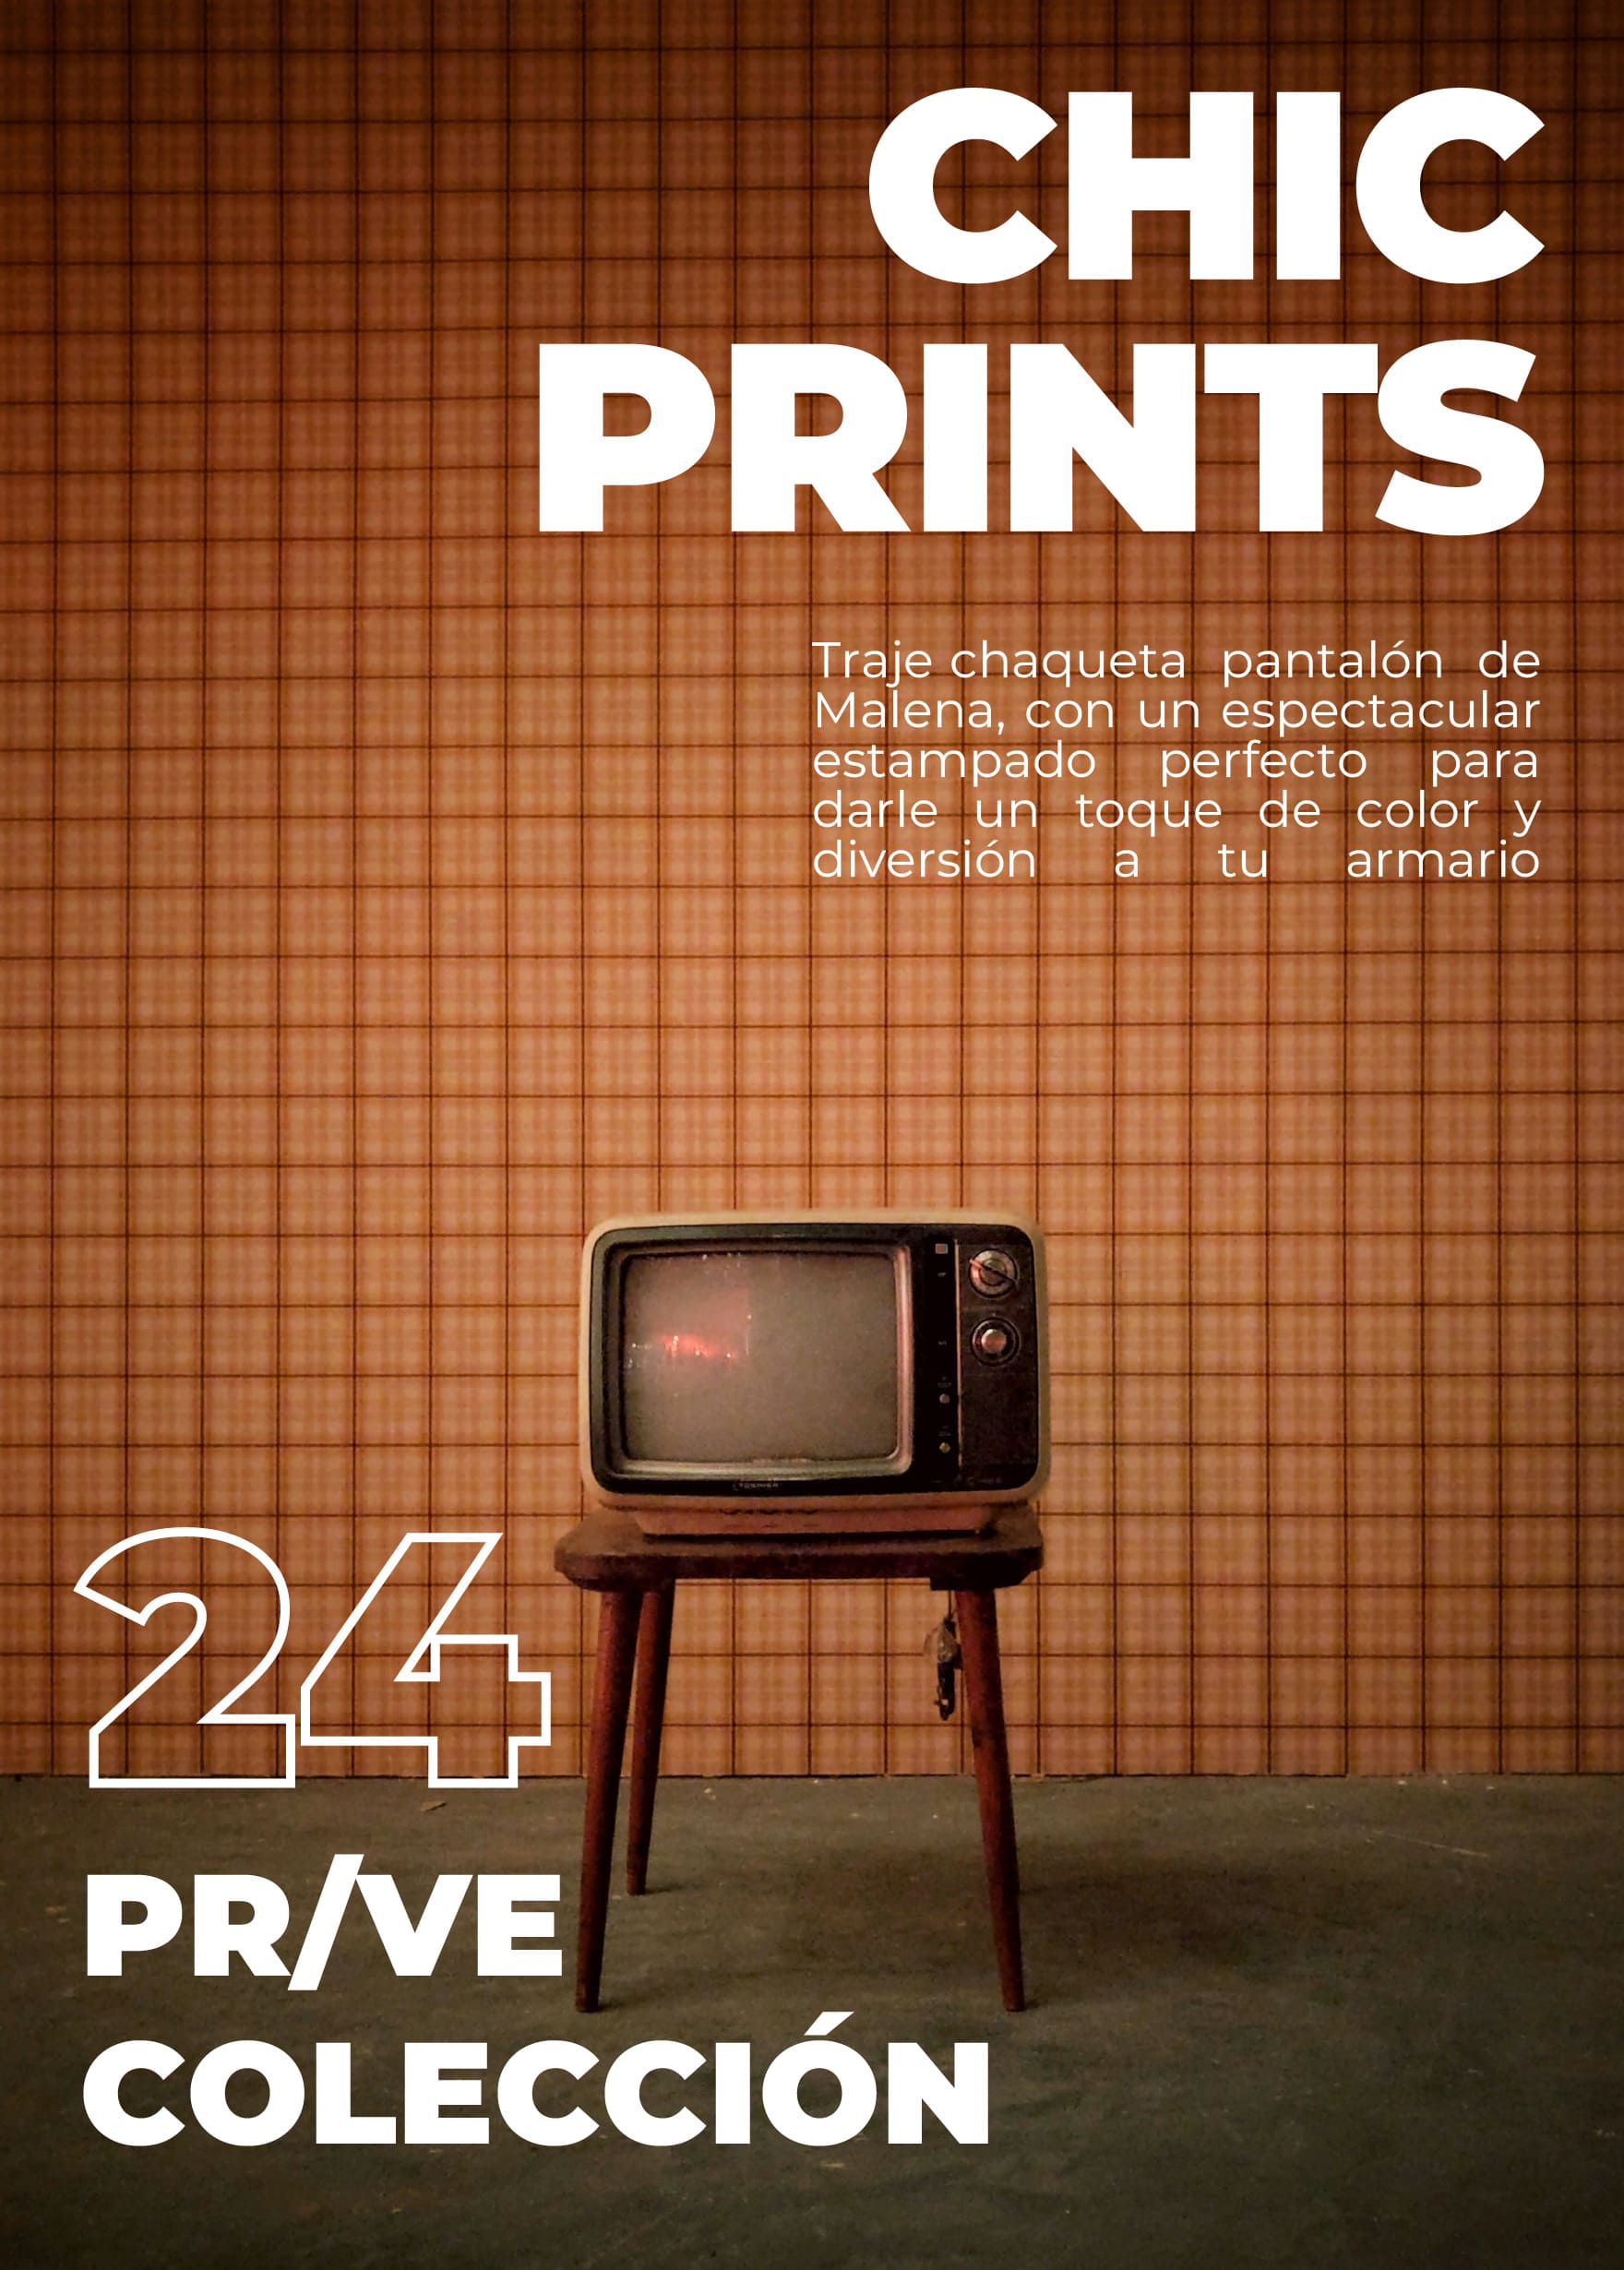 CHIC
PRINTS
Traje chaqueta pantalón de
Malena, con un espectacular
estampado perfecto para
darle un toque de color y
diversión a tu armario
24
PR/VE
COLECCIÓN